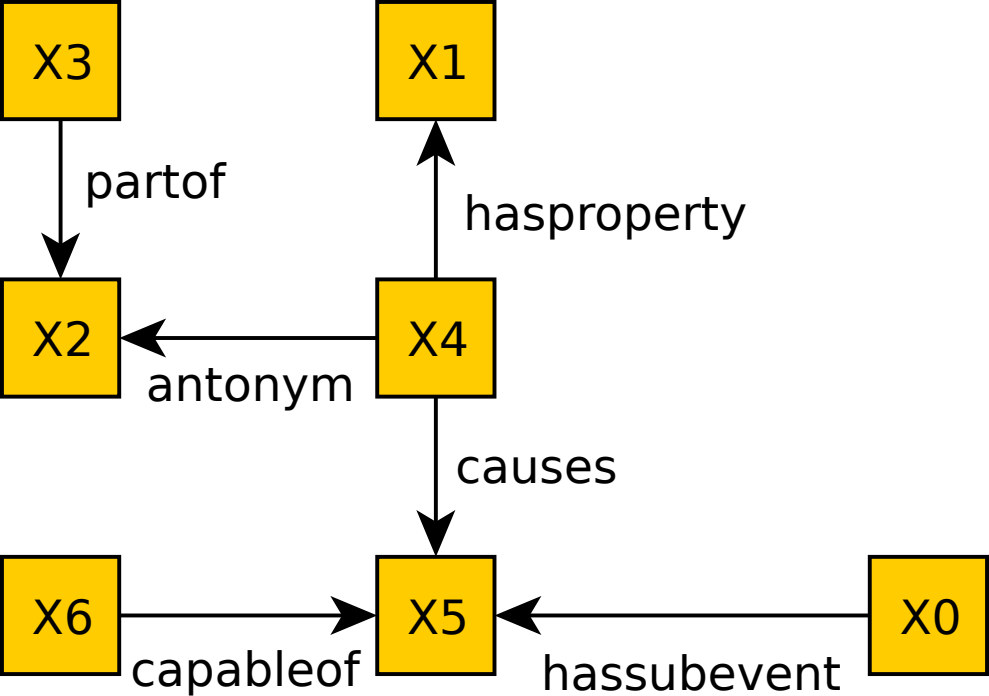 X3
X1
partof
hasproperty
X2
X4
antonym
causes
X6
X5
X0
capableof
hassubevent